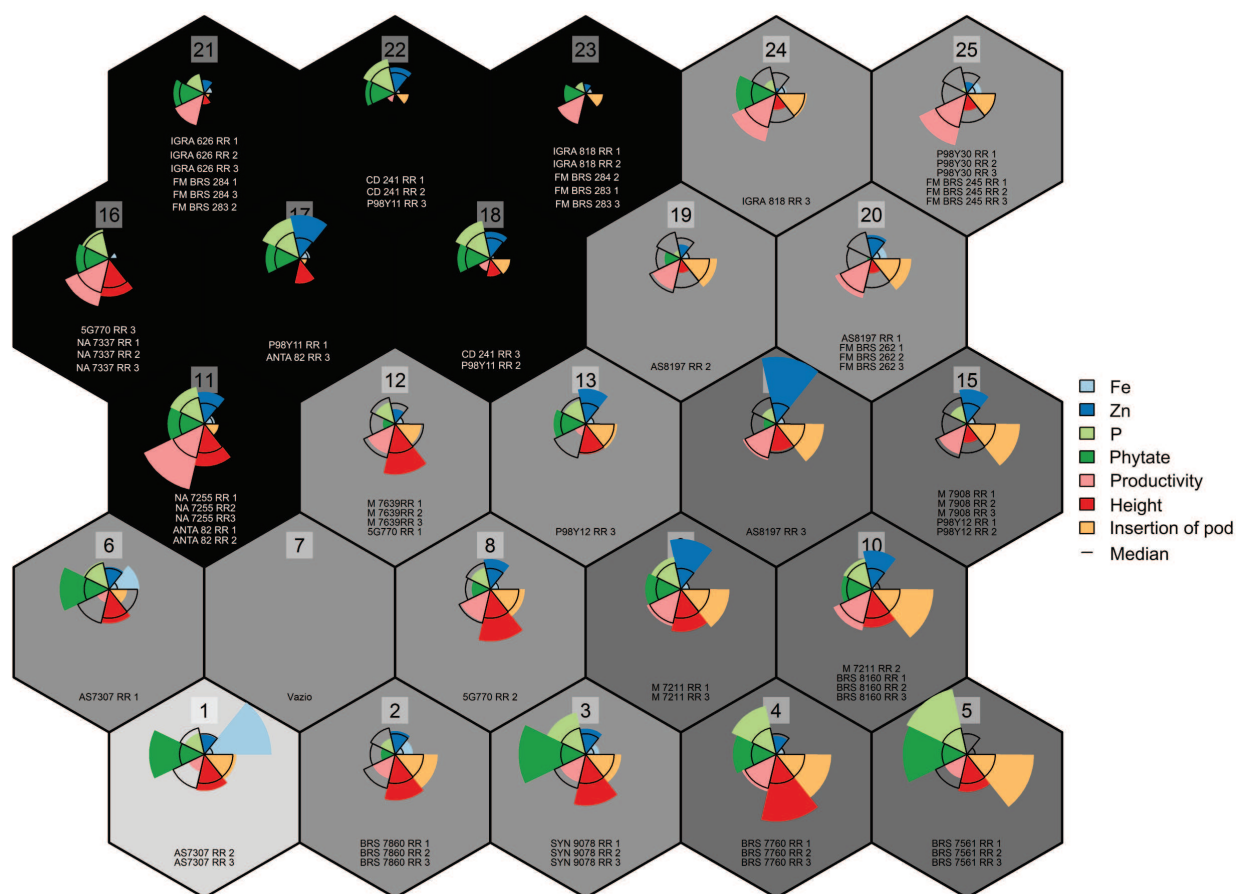 21
22
23
24
25
IGRA 626 RR 1
IGRA 626 RR 2
IGRA 626 RR 3
FM BRS 284 1
FM BRS 284 3
FM BRS 283 2
CD 241 RR 1
CD 241 RR 2
P98Y11 RR 3
IGRA 818 RR 1
IGRA 818 RR 2
FM BRS 284 2
FM BRS 283 1
FM BRS 283 3
IGRA 818 RR 3
P98Y30 RR 1
P98Y30 RR 2
P98Y30 RR 3
FM BRS 245 RR 1
FM BRS 245 RR 2
FM BRS 245 RR 3
16
17
18
19
20
5G770 RR 3
NA 7337 RR 1
NA 7337 RR 2
NA 7337 RR 3
P98Y11 RR 1
ANTA 82 RR 3
CD 241 RR 3
P98Y11 RR 2
AS8197 RR 2
AS8197 RR 1
FM BRS 262 1
FM BRS 262 2
FM BRS 262 3
11
12
13
15
NA 7255 RR 1
NA 7255 RR2
NA 7255 RR3
ANTA 82 RR 1
ANTA 82 RR 2
M 7639RR 1
M 7639RR 2
M 7639RR 3
5G770 RR 1
P98Y12 RR 3
AS8197 RR 3
M 7908 RR 1
M 7908 RR 2
M 7908 RR 3
P98Y12 RR 1
P98Y12 RR 2
Fe
Zn
P
Phytate
Productivity
Height
Insertion of pod
Median
6
7
8
10
AS7307 RR 1
Vazio
5G770 RR 2
M 7211 RR 1
M 7211 RR 3
M 7211 RR 2
BRS 8160 RR 1
BRS 8160 RR 2
BRS 8160 RR 3
1
2
3
4
5
AS7307 RR 2
AS7307 RR 3
BRS 7860 RR 1
BRS 7860 RR 2
BRS 7860 RR 3
SYN 9078 RR 1
SYN 9078 RR 2
SYN 9078 RR 3
BRS 7760 RR 1
BRS 7760 RR 2
BRS 7760 RR 3
BRS 7561 RR 1
BRS 7561 RR 2
BRS 7561 RR 3